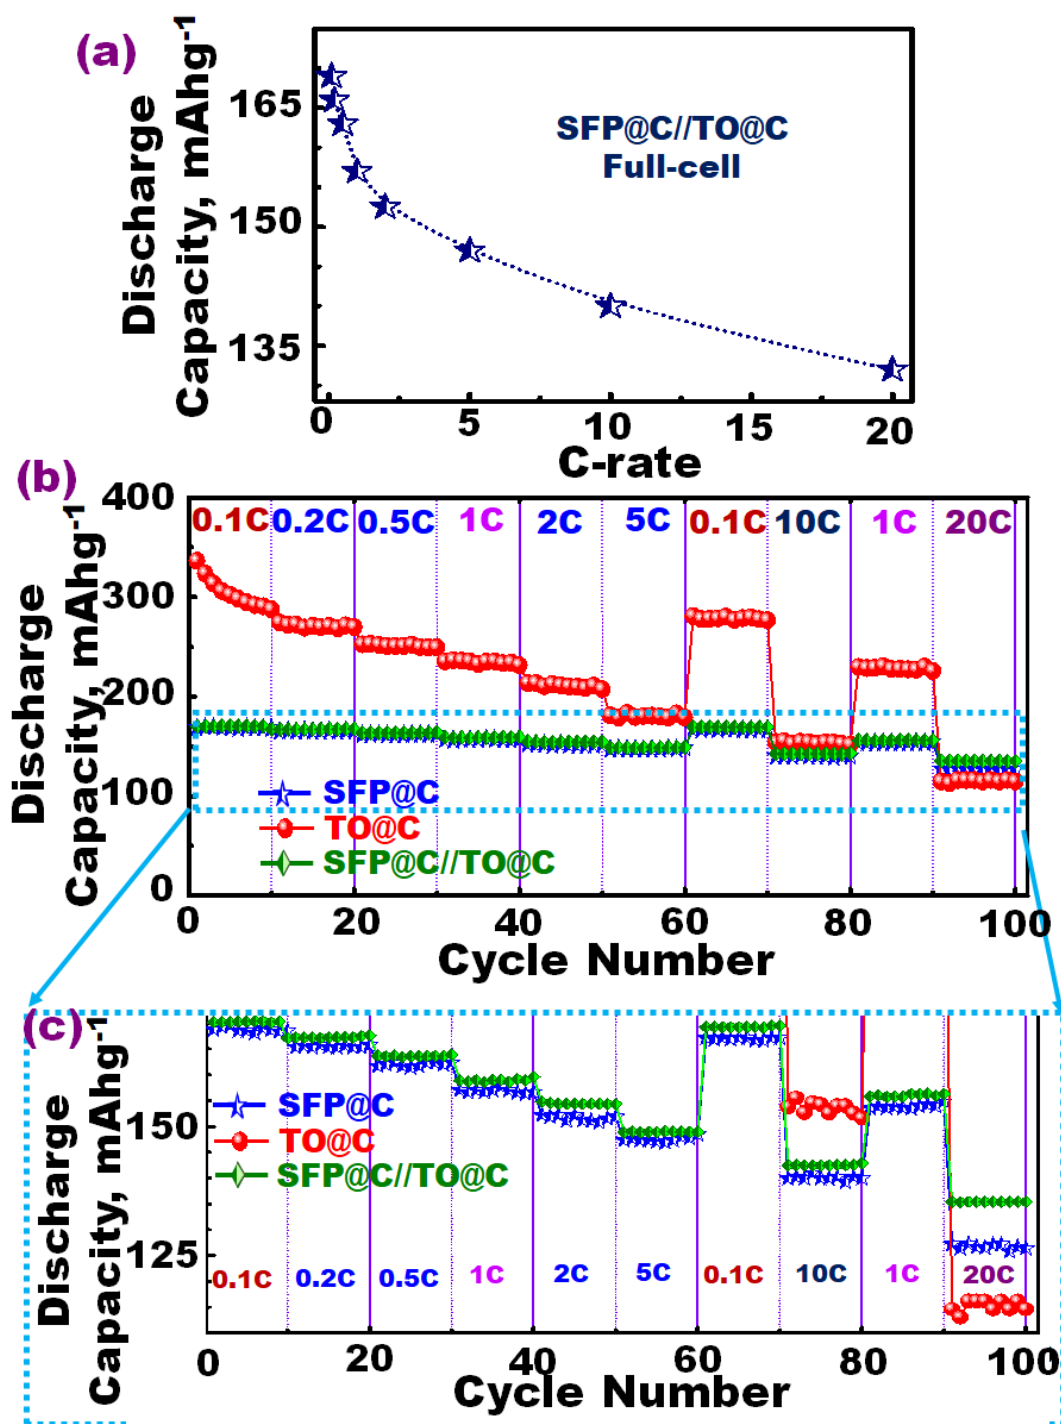 (a)
Discharge
Capacity, mAhg-1
165
150
135
SFP@C//TO@C
Full-cell
0 5 10 15 20
C-rate
(b)
Discharge
Capacity, mAhg-1
400
300
200
100
0
0.1C 0.2C 0.5C 1C 2C 5C 0.1C 10C 1C 20C
SFP@C
TO@C
SFP@C//TO@C
0 20 40 60 80 100
Cycle Number
(c)
Discharge
Capacity, mAhg-1
150
125
SFP@C
TO@C
SFP@C//TO@C
0.1C 0.2C 0.5C 1C 2C 5C 0.1C 10C 1C 20C
0 20 40 60 80 100
Cycle Number